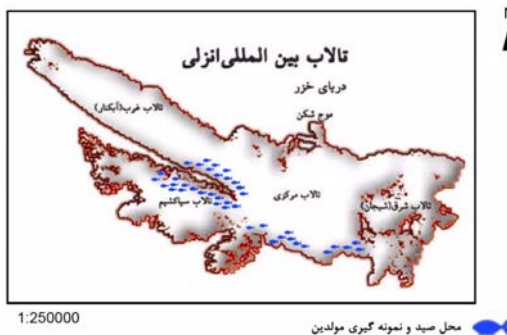 تالاب بین المللی انزلی
دریای خزر
موج شکن
تالاب غرب(آبکنار)
تالاب مرکزی
تالاب شرق(شیجان)
تالاب سیاکشیم
1:250000
محل صید و نمونه گیری مولدین